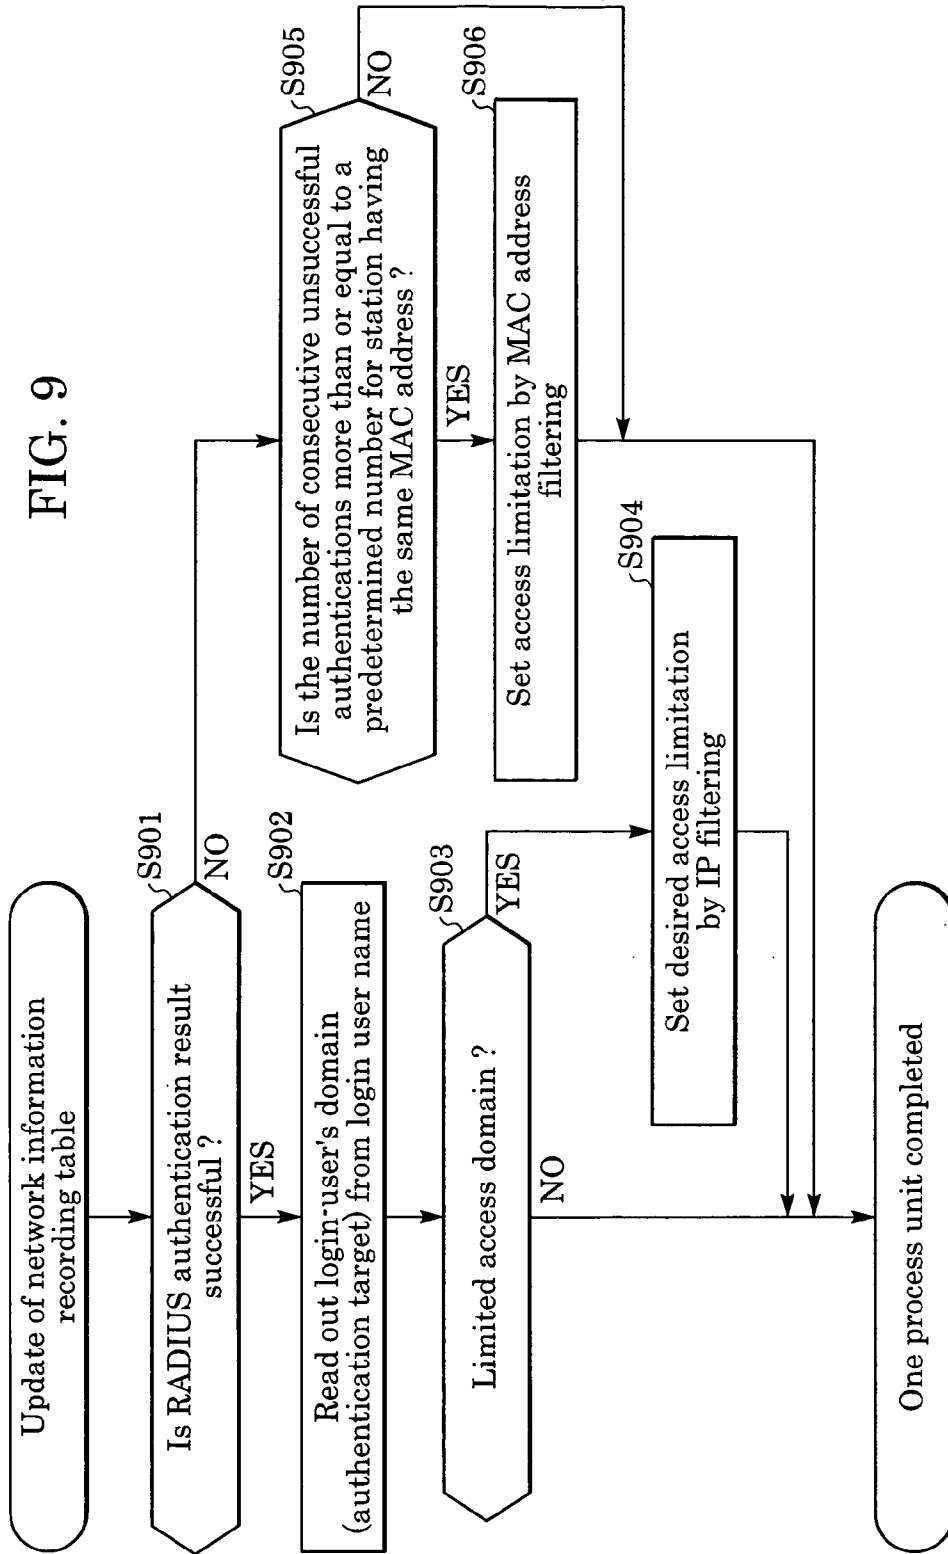 FIG. 9
Update of network information
recording table
S901
Is RADIUS authentication result
successful ?
NO
YES
S902
Read out login-user's domain
(authentication target) from login user name
S903
Limited access domain ?
YES
NO
S904
Set desired access limitation
by IP filtering
S905
Is the number of consecutive unsuccessful
authentications more than or equal to a
predetermined number for station having
the same MAC address ?
NO
YES
S906
Set access limitation by MAC address
filtering
One process unit completed